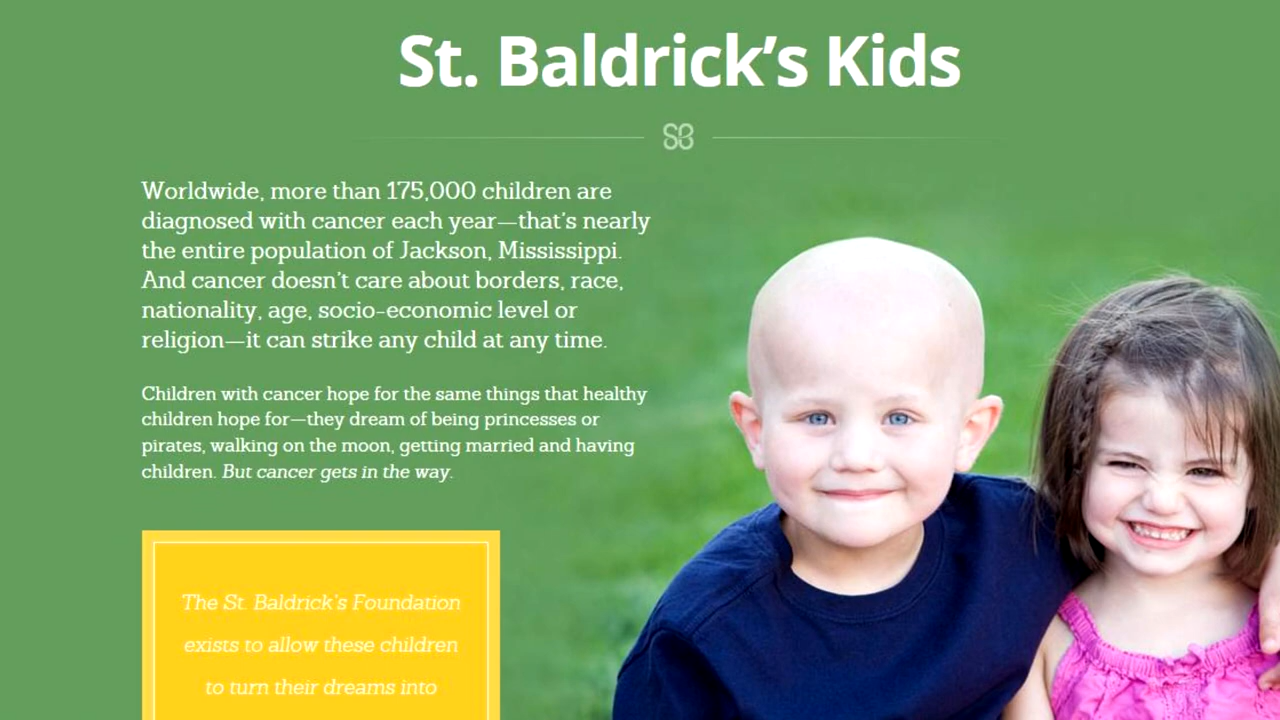 St. Baldrick’s Kids
SB
Worldwide, more than 175,000 children are
diagnosed with cancer each year—that’s nearly
the entire population of Jackson, Mississippi.
And cancer doesn’t care about borders, race,
nationality, age, socio-economic level or
religion—it can strike any child at any time.
Children with cancer hope for the same things that healthy
children hope for—they dream of being princesses or
pirates, walking on the moon, getting married and having
children. But cancer gets in the way.
The St. Baldrick’s Foundation
exists to allow these children
to turn their dreams into